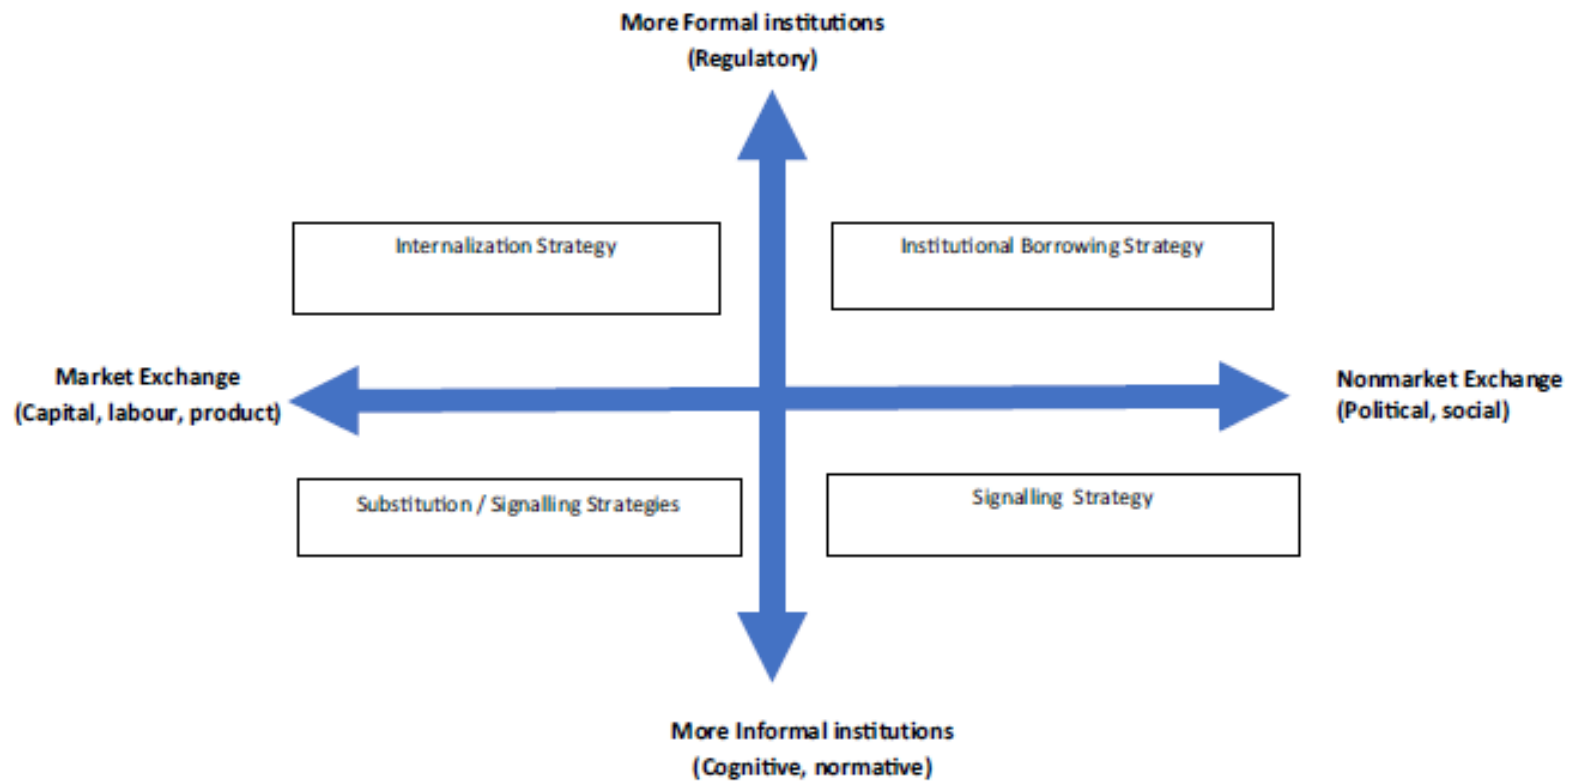 More Formal institutions
(Regulatory)
Internalization Strategy
Institutional Borrowing Strategy
Market Exchange
(Capital, labour, product)
Nonmarket Exchange
(Political, social)
Substitution / Signalling Strategies
Signalling Strategy
More Informal institutions
(Cognitive, normative)